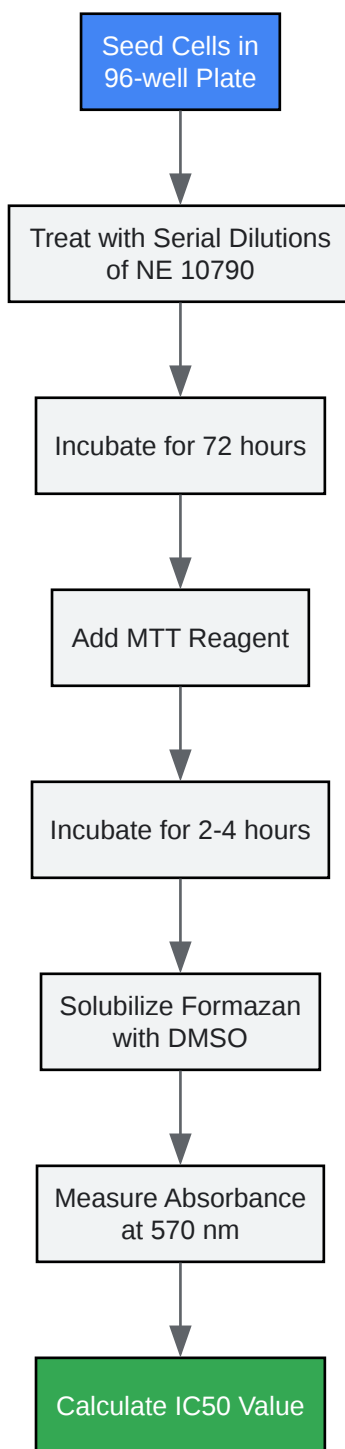 Seed Cells in
96-well Plate
Treat with Serial Dilutions
of NE 10790
Incubate for 72 hours
Add MTT Reagent
Incubate for 2-4 hours
Solubilize Formazan
with DMSO
Measure Absorbance
at 570 nm
Calculate IC50 Value